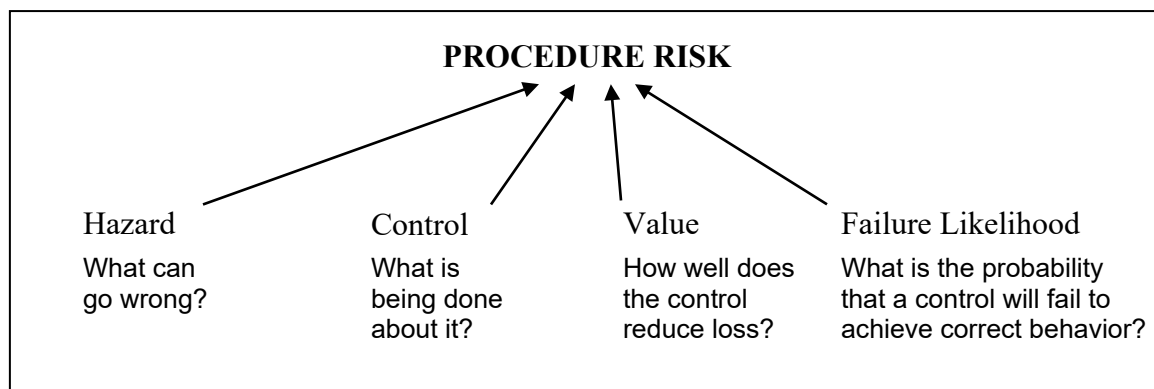 PROCEDURE RISK
Hazard
What can
go wrong?
Control
What is
being done
about it?
Value
How well does
the control
reduce loss?
Failure Likelihood
What is the probability
that a control will fail to
achieve correct behavior?